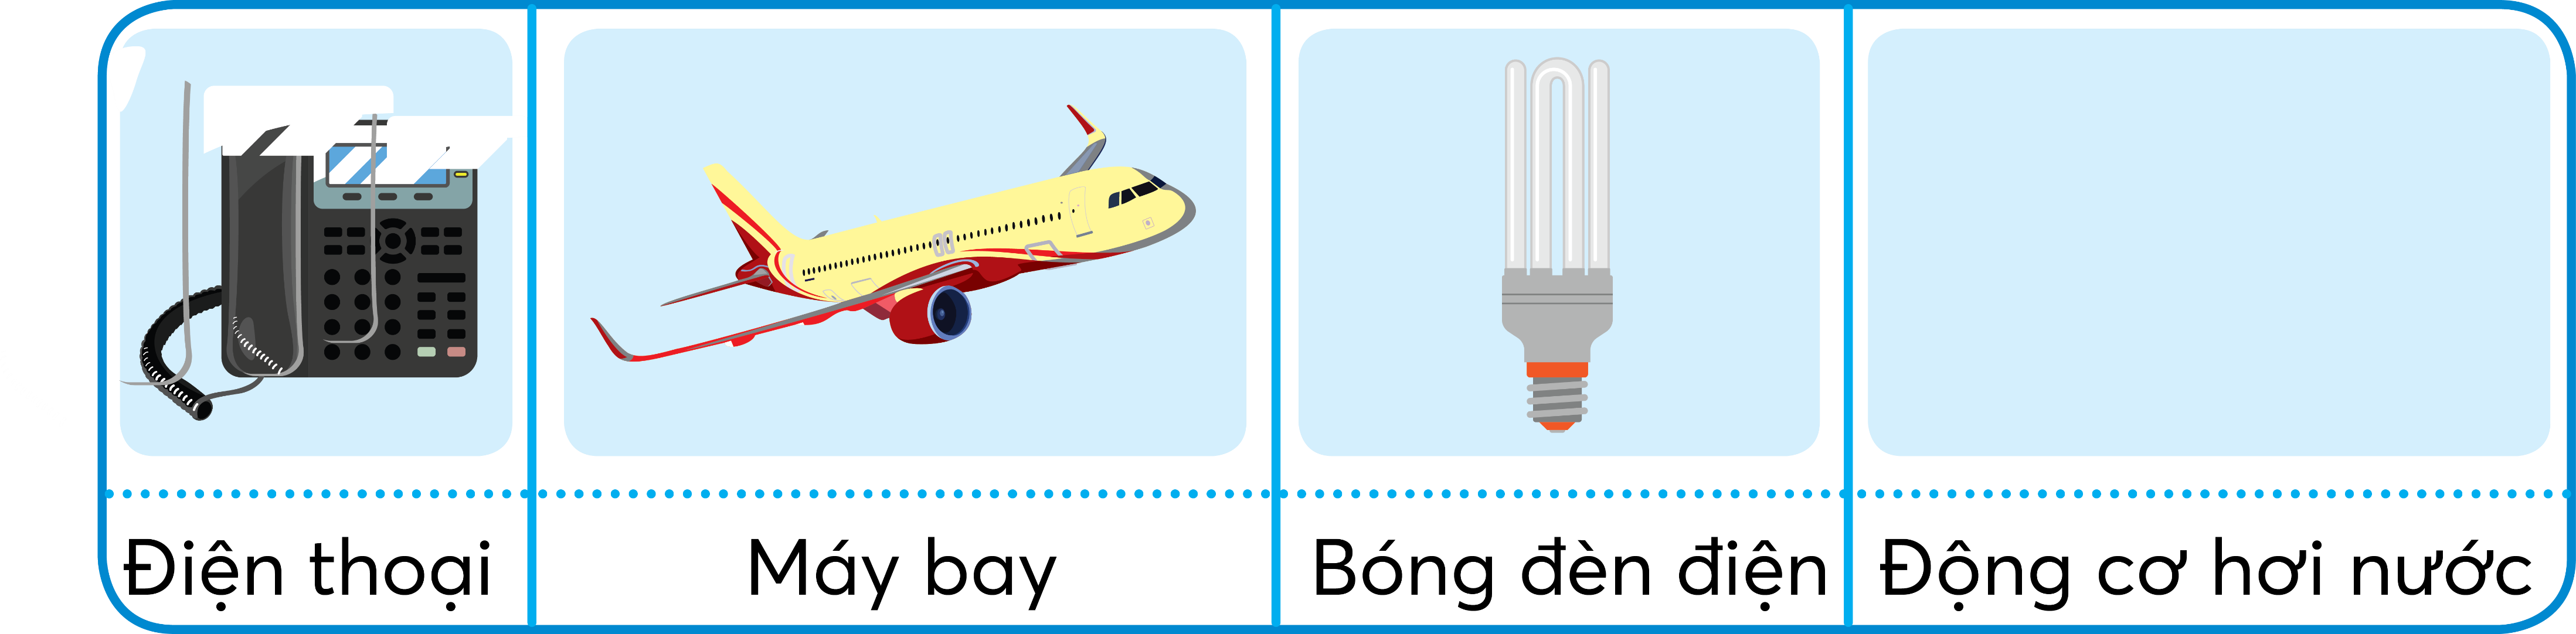 Điện thoại
Máy bay
Bóng đèn điện
Động cơ hơi nước